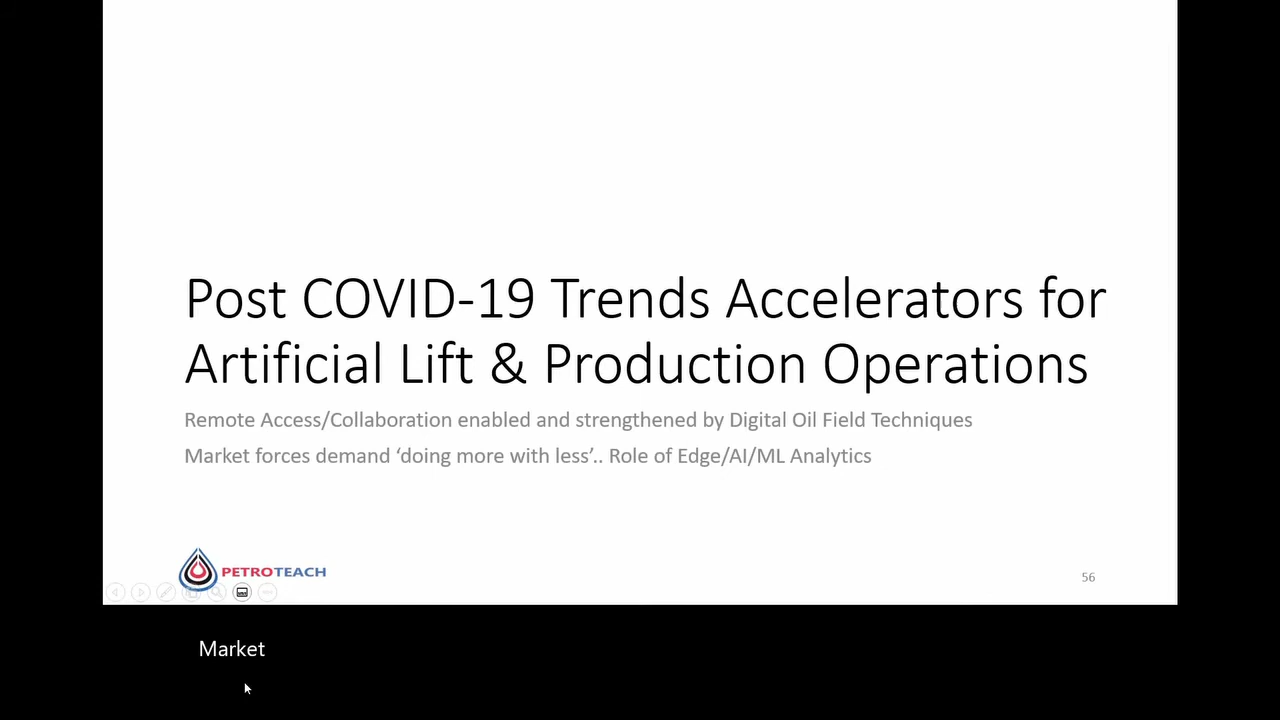 Post COVID-19 Trends Accelerators for
Artificial Lift & Production Operations
Remote Access/Collaboration enabled and strengthened by Digital Oil Field Techniques
Market forces demand ‘doing more with less’.. Role of Edge/AI/ML Analytics
PETROTEACH
56
Market